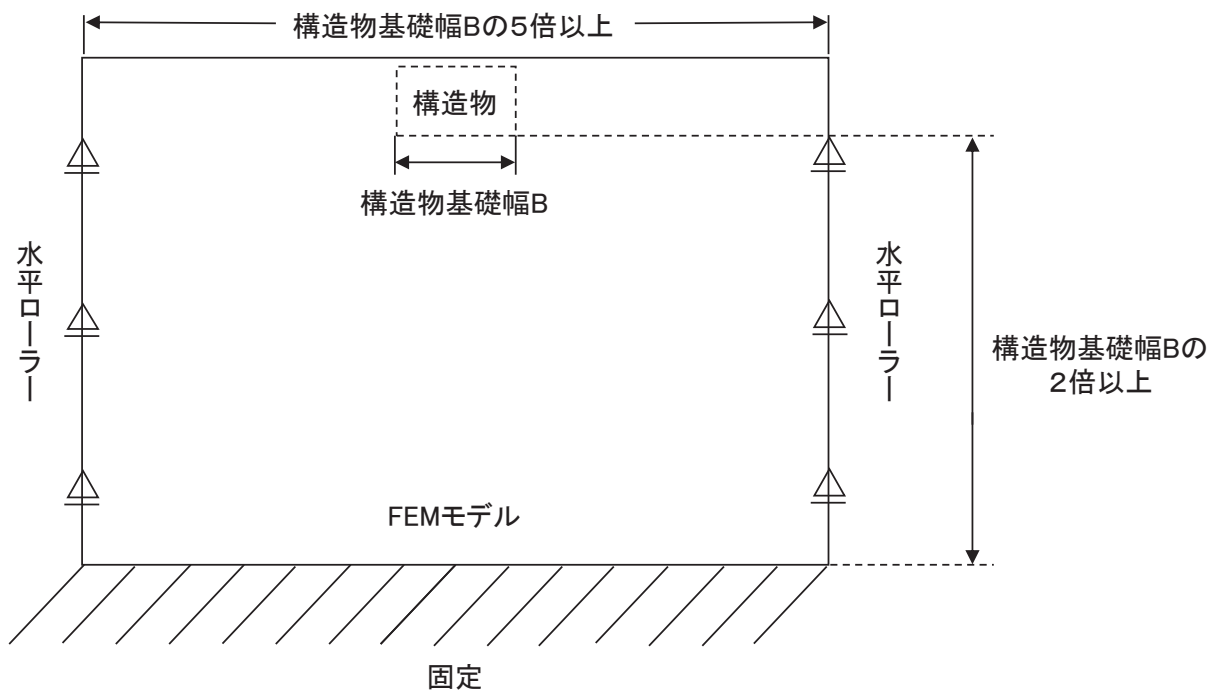 構造物基礎幅Bの5倍以上
構造物
構造物基礎幅B
水平ローラー
水平ローラー
構造物基礎幅Bの
2倍以上
FEMモデル
固定